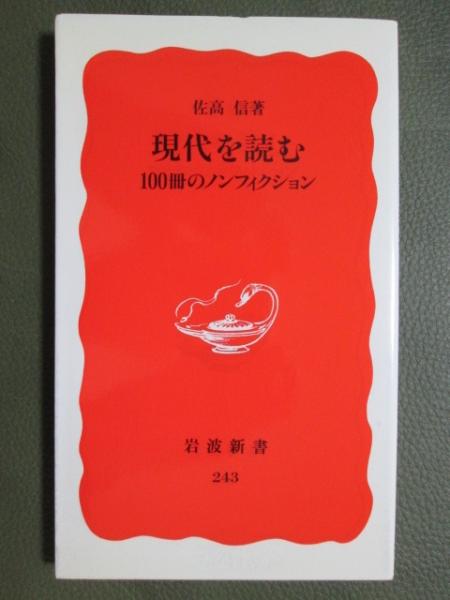 佐高 信著
現代を読む
100冊のノンフィクション
岩波新書
243